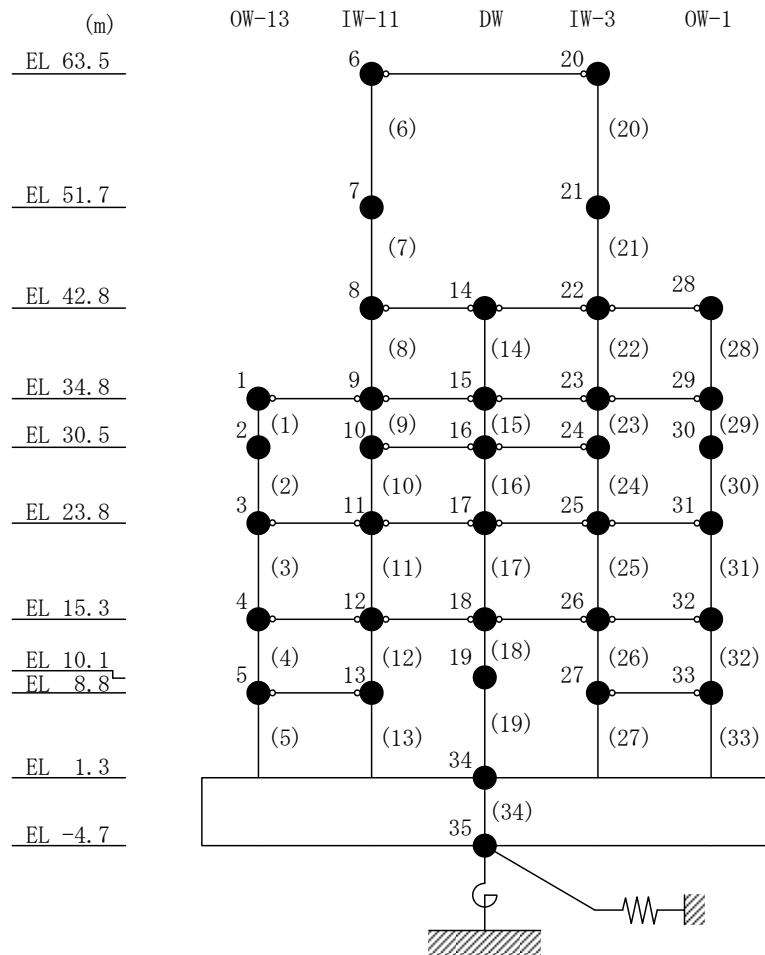 (m) OW-13 IW-11 DW IW-3 OW-1
EL 63.5 6 20
(6) (20)
EL 51.7 7 21
(7) (21)
EL 42.8 8 14 22 28
(8) (14) (22) (28)
EL 34.8 1 9 15 23 29
(1) (9) (15) (23) (29)
EL 30.5 2 10 16 24 30
(2) (10) (16) (24) (30)
EL 23.8 3 11 17 25 31
(3) (11) (17) (25) (31)
EL 15.3 4 12 18 26 32
(4) (12) (18) (26) (32)
EL 10.1 19
EL 8.8 5 13 27 33
(5) (13) (19) (27) (33)
EL 1.3 34
(34)
EL -4.7 35